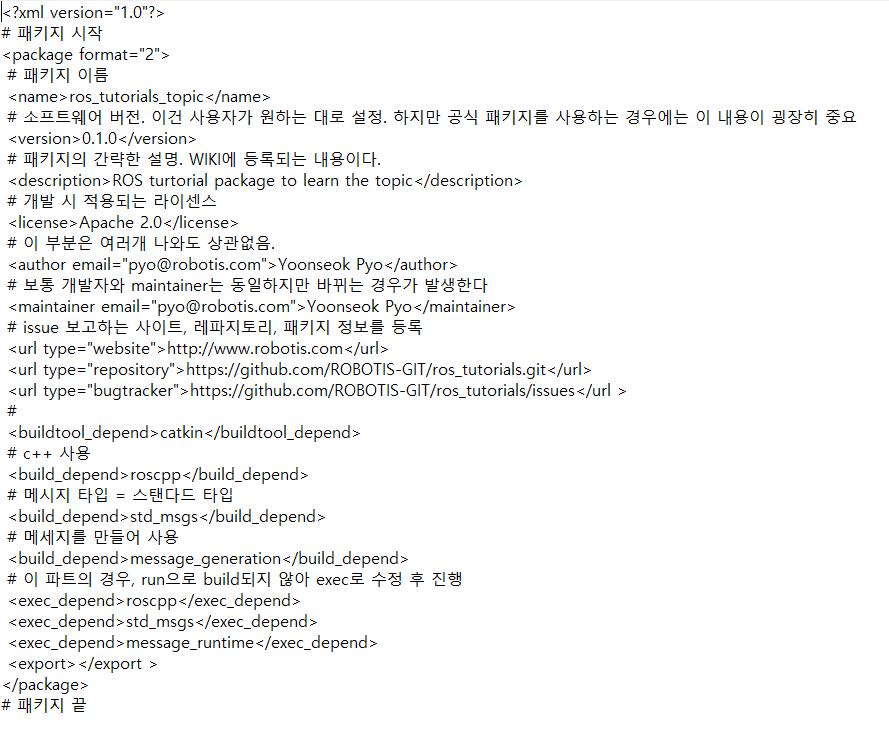 <?xml version="1.0"?>
# 패키지 시작
<package format="2">
# 패키지 이름
<name>ros_tutorials_topic</name>
# 소프트웨어 버전. 이건 사용자가 원하는 대로 설정. 하지만 공식 패키지를 사용하는 경우에는 이 내용이 굉장히 중요
<version>0.1.0</version>
# 패키지의 간략한 설명. WIKI에 등록되는 내용이다.
<description>ROS turtorial package to learn the topic</description>
# 개발 시 적용되는 라이센스
<license>Apache 2.0</license>
# 이 부분은 여러개 나와도 상관없음.
<author email="pyo@robotis.com">Yoonseok Pyo</author>
# 보통 개발자와 maintainer는 동일하지만 바뀌는 경우가 발생한다
<maintainer email="pyo@robotis.com">Yoonseok Pyo</maintainer>
# issue 보고하는 사이트, 레파지토리, 패키지 정보를 등록
<url type="website">http://www.robotis.com</url>
<url type="repository">https://github.com/ROBOTIS-GIT/ros_tutorials.git</url>
<url type="bugtracker">https://github.com/ROBOTIS-GIT/ros_tutorials/issues</url >
#
<buildtool_depend>catkin</buildtool_depend>
# c++ 사용
<build_depend>roscpp</build_depend>
# 메시지 타입 = 스탠다드 타입
<build_depend>std_msgs</build_depend>
# 메세지를 만들어 사용
<build_depend>message_generation</build_depend>
# 이 파트의 경우, run으로 build되지 않아 exec로 수정 후 진행
<exec_depend>roscpp</exec_depend>
<exec_depend>std_msgs</exec_depend>
<exec_depend>message_runtime</exec_depend>
<export></export >
</package>
# 패키지 끝